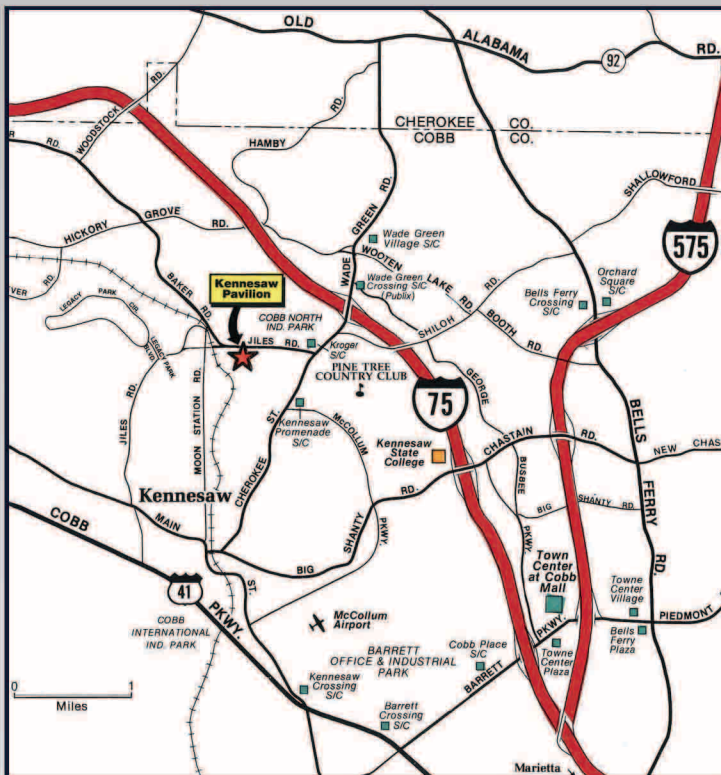 OLD
ALABAMA
RD.
92
WOODSTOCK RD.
CHEROKEE CO.
COBB CO.
HAMBY
RD.
SHALLOWFORD
RD.
HICKORY GROVE RD.
WADE GREEN RD.
Wade Green
Village S/C
575
WOOTEN
LAKE RD.
Wade Green
Crossing S/C
(Publix)
Orchard
Square
S/C
Bells Ferry
Crossing
S/C
VER RD.
BAKER RD.
Kennesaw
Pavilion
LEGACY PARK CIR.
LEGACY PARK
BLVD.
COBB NORTH
IND. PARK
SHILOH RD.
BOOTH RD.
JILES RD.
Kroger
S/C
PINE TREE
COUNTRY CLUB
75
GEORGE
BUSBEE
PKWY.
BELLS
FERRY
RD.
JILES RD.
MOON STATION RD.
CHEROKEE ST.
Kennesaw
Promenade
S/C
McCOLLUM
PKWY.
Kennesaw
State
College
CHASTAIN RD.
NEW CHAS
Kennesaw
BIG SHANTY RD.
BIG SHANTY RD.
COBB
PKWY.
MAIN
ST.
41
Town
Center
at Cobb
Mall
Towne
Center
Village
PIEDMONT
COBB
INTERNATIONAL
IND. PARK
McCollum
Airport
BARRETT
OFFICE & INDUSTRIAL
PARK
Cobb Place
S/C
BARRETT
PKWY.
Towne
Center
Plaza
Bells
Ferry
Plaza
Kennesaw
Crossing
S/C
Barrett
Crossing
S/C
0 1
Miles
Marietta